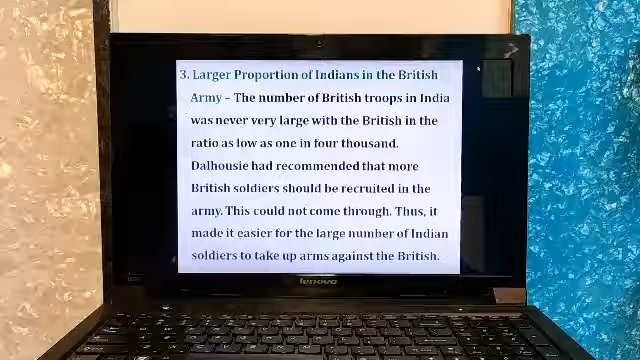 3. Larger Proportion of Indians in the British
Army – The number of British troops in India
was never very large with the British in the
ratio as low as one in four thousand.
Dalhousie had recommended that more
British soldiers should be recruited in the
army. This could not come through. Thus, it
made it easier for the large number of Indian
soldiers to take up arms against the British.
lenovo